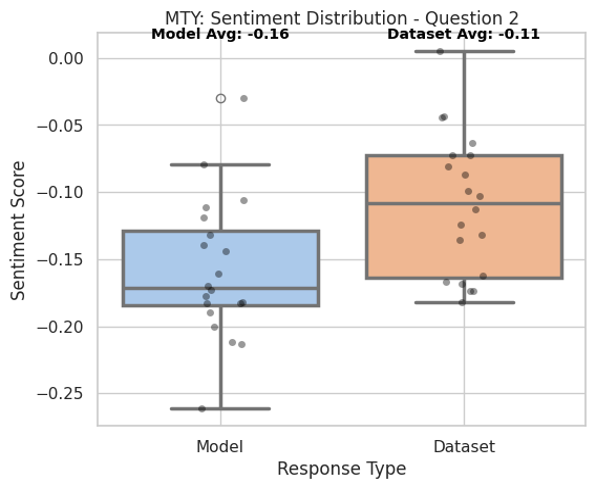 MTY: Sentiment Distribution - Question 2
Model Avg: -0.16 Dataset Avg: -0.11
0.00
−0.05
−0.10
−0.15
−0.20
−0.25
Sentiment Score
Model Dataset
Response Type